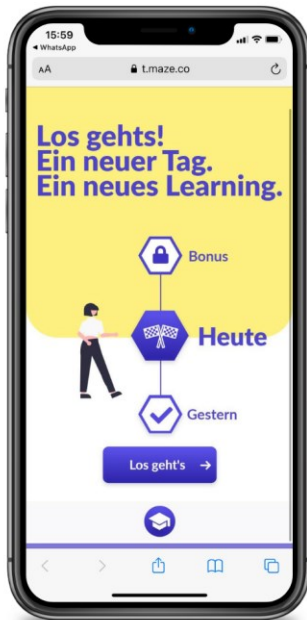 15:59
WhatsApp
AA t.maze.co
Los gehts!
Ein neuer Tag.
Ein neues Learning.
Bonus
Heute
Gestern
Los geht's